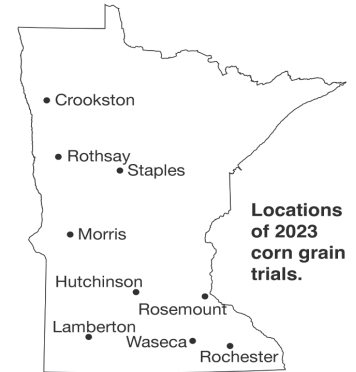 Crookston
Rothsay
Staples
Locations
of 2023
corn grain
trials.
Morris
Hutchinson
Rosemount
Lamberton
Waseca
Rochester